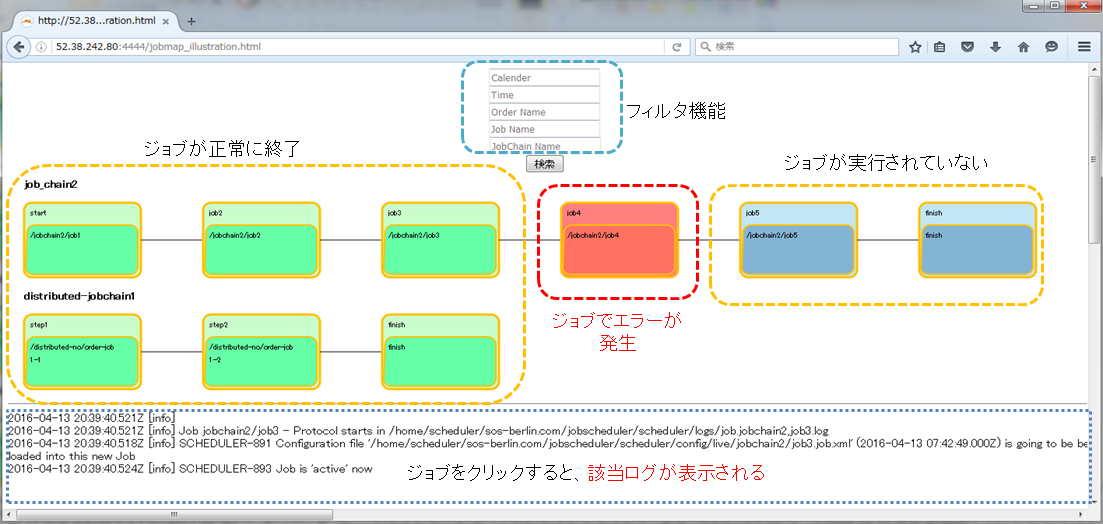 http://52.38...ration.html
52.38.242.80:4444/jobmap_illustration.html
検索
Calender
Time
Order Name
Job Name
JobChain Name
フィルタ機能
検索
ジョブが正常に終了
ジョブが実行されていない
job_chain2
start
/jobchain2/job1
job2
/jobchain2/job2
job3
/jobchain2/job3
job4
/jobchain2/job4
job5
/jobchain2/job5
finish
finish
ジョブでエラーが
発生
distributed-jobchain1
step1
/distributed-no/order-job
1-1
step2
/distributed-no/order-job
1-2
finish
finish
2016-04-13 20:39:40.521Z [info]
2016-04-13 20:39:40.521Z [info] Job jobchain2/job3 - Protocol starts in /home/scheduler/sos-berlin.com/jobscheduler/scheduler/logs/job.jobchain2,job3.log
2016-04-13 20:39:40.518Z [info] SCHEDULER-891 Configuration file '/home/scheduler/sos-berlin.com/jobscheduler/scheduler/config/live/jobchain2/job3.job.xml' (2016-04-13 07:42:49.000Z) is going to be be
loaded into this new Job
2016-04-13 20:39:40.524Z [info] SCHEDULER-893 Job is 'active' now
ジョブをクリックすると、該当ログが表示される